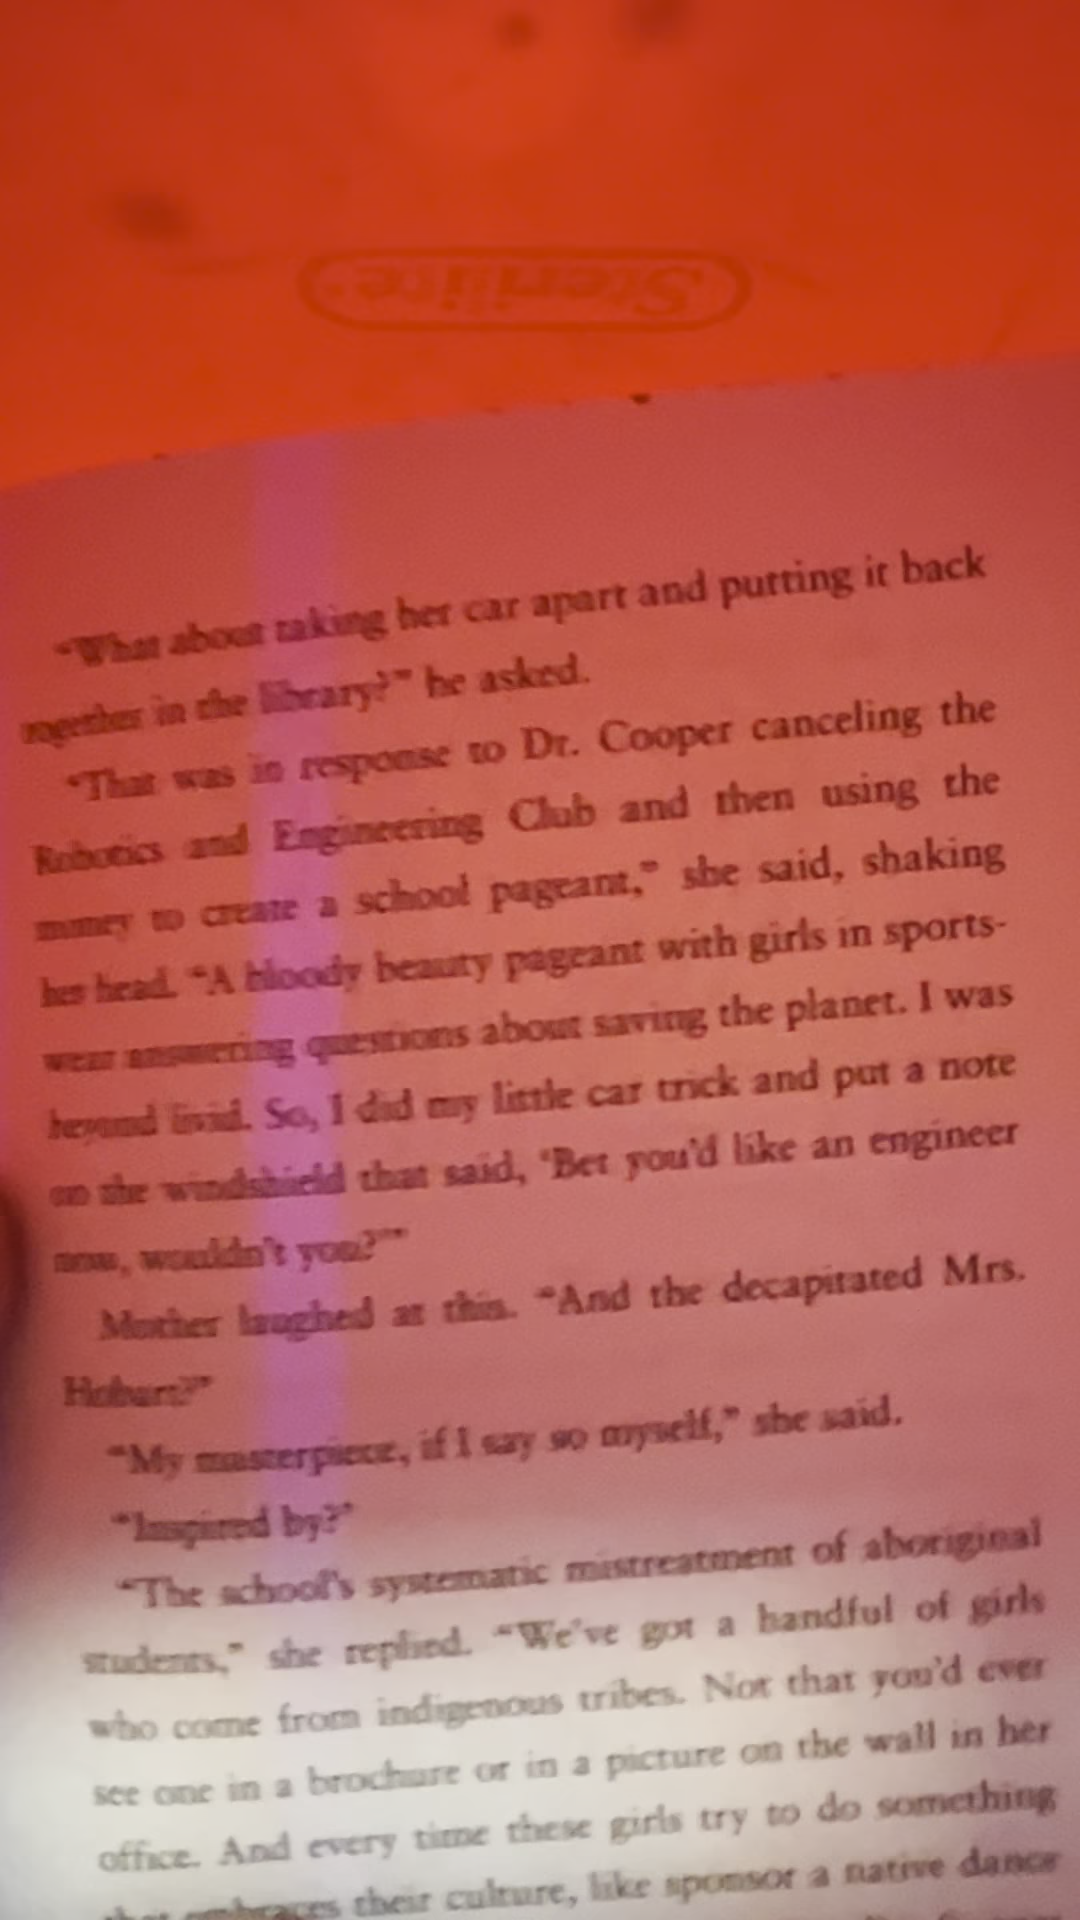 Sterilite
“What about taking her car apart and putting it back
together in the library?” he asked.
“That was in response to Dr. Cooper canceling the
Robotics and Engineering Club and then using the
money to create a school pageant,” she said, shaking
her head. “A bloody beauty pageant with girls in sports-
wear answering questions about saving the planet. I was
beyond livid. So, I did my little car trick and put a note
on the windshield that said, ‘Bet you’d like an engineer
now, wouldn’t you?’”
Mother laughed at this. “And the decapitated Mrs.
Hobart?”
“My masterpiece, if I say so myself,” she said.
“Inspired by?”
“The school’s systematic mistreatment of aboriginal
students,” she replied. “We’ve got a handful of girls
who come from indigenous tribes. Not that you’d ever
see one in a brochure or in a picture on the wall in her
office. And every time these girls try to do something
that embraces their culture, like sponsor a native dance